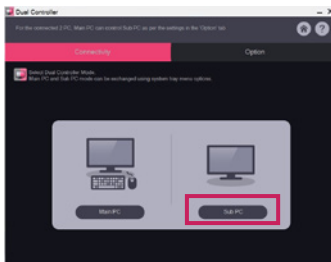 Dual Controller
For the connected 2 PC, Main PC can control Sub PC as per the settings in the 'Option' tab.
Connectivity
Option
Select Dual Controller Mode.
Main PC and Sub PC mode can be exchanged using system tray menu options.
Main PC
Sub PC